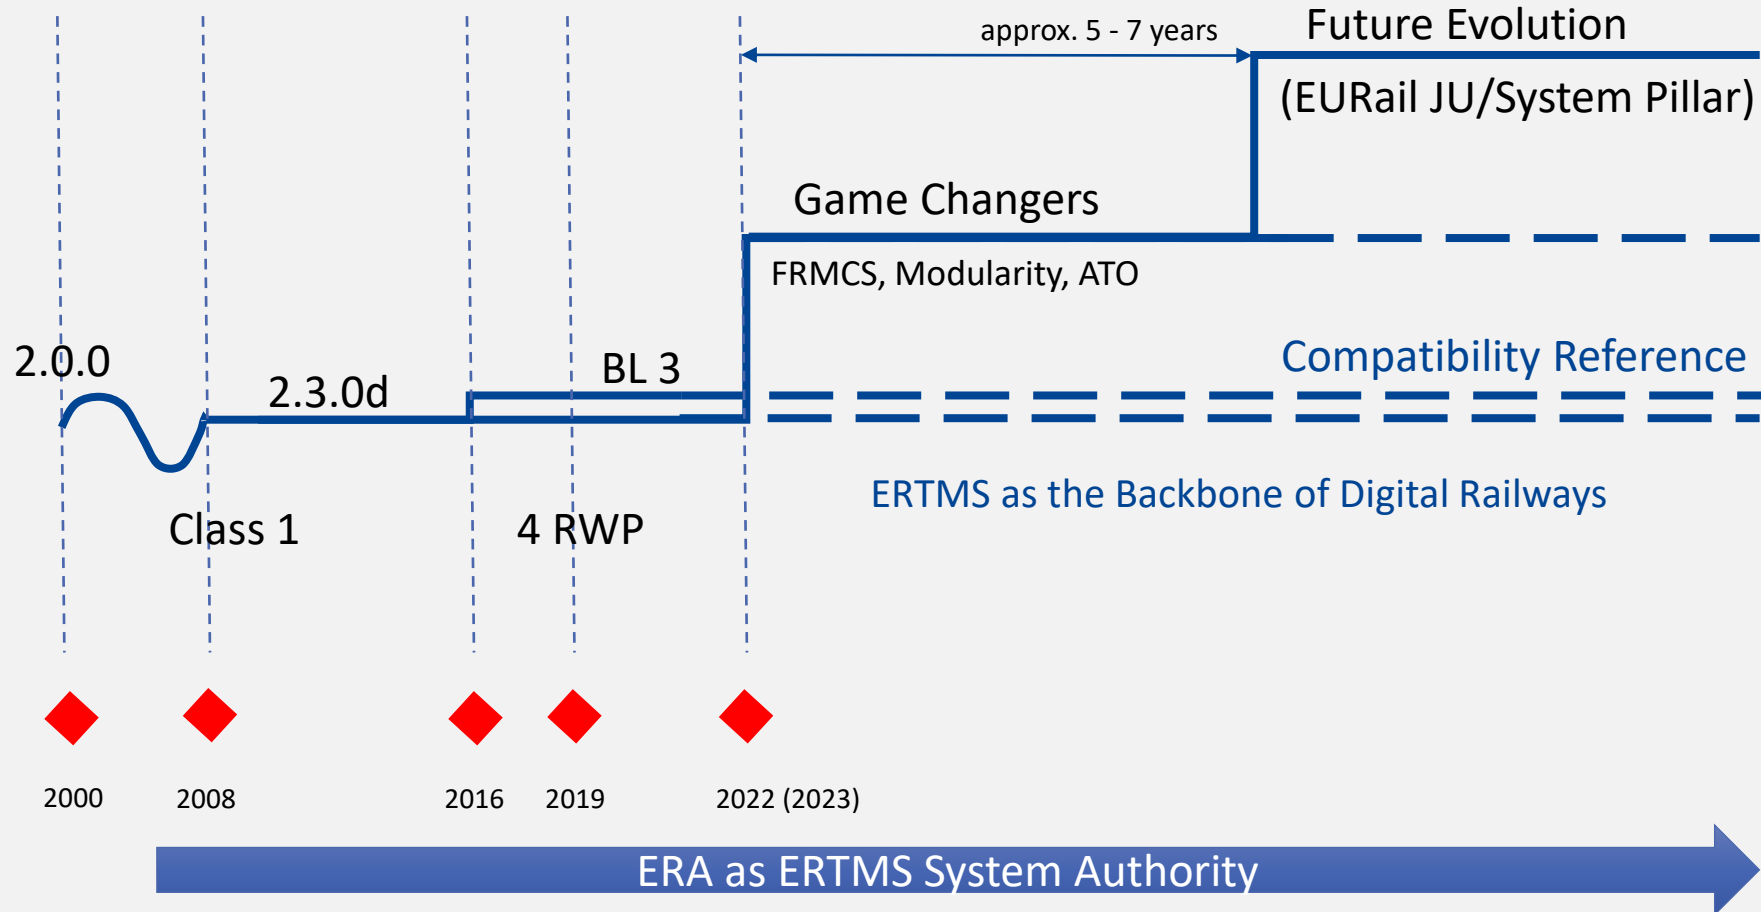 approx. 5 - 7 years
Future Evolution
(EURail JU/System Pillar)
Game Changers
FRMCS, Modularity, ATO
2.0.0
2.3.0d
BL 3
Compatibility Reference
ERTMS as the Backbone of Digital Railways
Class 1
4 RWP
2000
2008
2016
2019
2022 (2023)
ERA as ERTMS System Authority